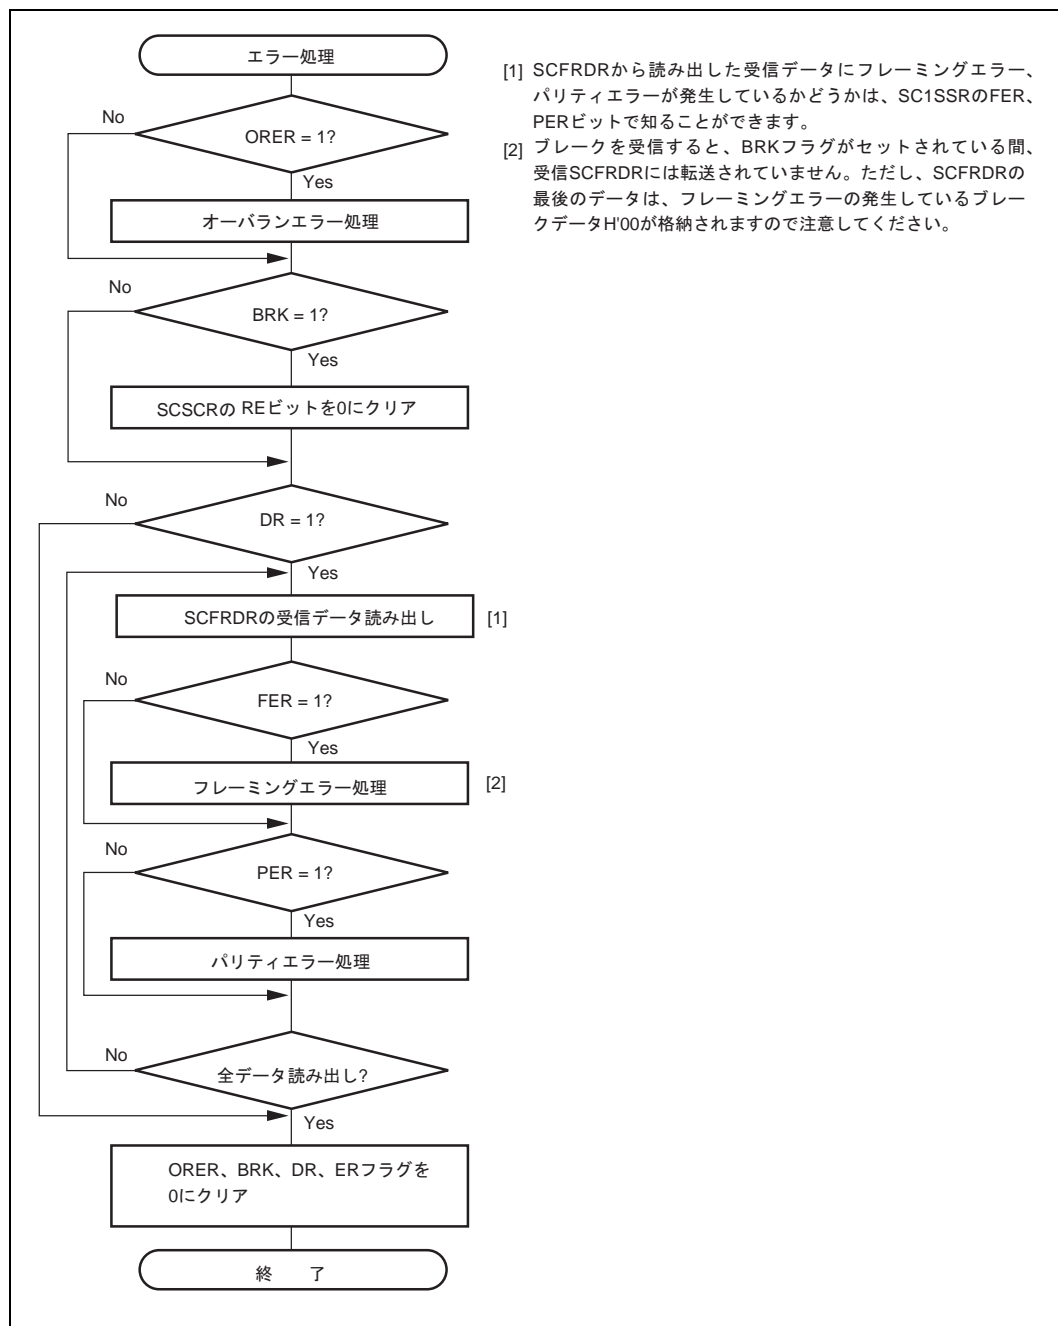 エラー処理
No
ORER = 1?
Yes
オーバランエラー処理
No
BRK = 1?
Yes
SCSCRの REビットを0にクリア
No
DR = 1?
Yes
SCFRDRの受信データ読み出し
[1]
No
FER = 1?
Yes
フレーミングエラー処理
[2]
No
PER = 1?
Yes
パリティエラー処理
No
全データ読み出し?
Yes
ORER、BRK、DR、ERフラグを
0にクリア
終 了
[1] SCFRDRから読み出した受信データにフレーミングエラー、
パリティエラーが発生しているかどうかは、SC1SSRのFER、
PERビットで知ることができます。
[2] ブレークを受信すると、BRKフラグがセットされている間、
受信SCFRDRには転送されていません。ただし、SCFRDRの
最後のデータは、フレーミングエラーの発生しているブレー
クデータH'00が格納されますので注意してください。